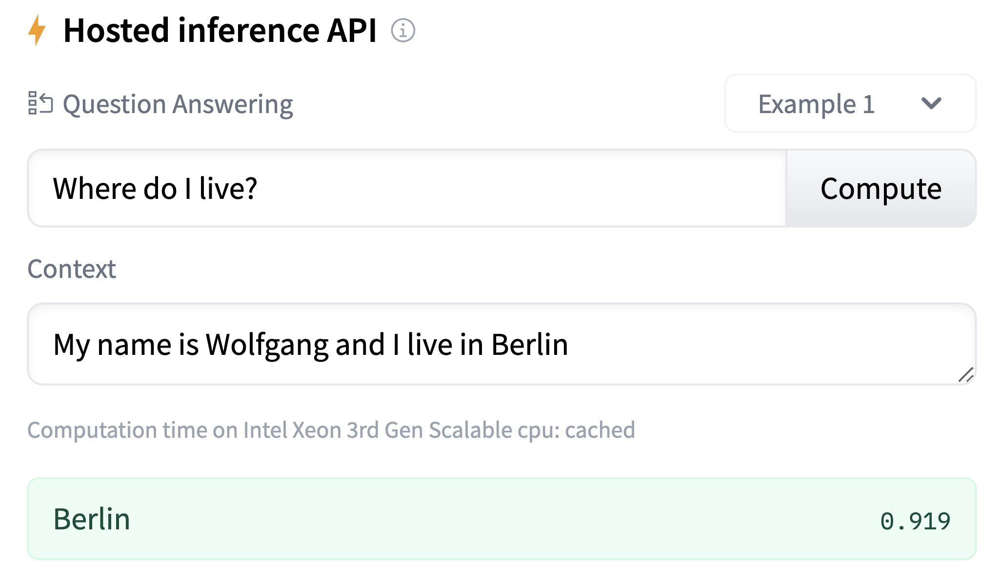 Hosted inference API
Question Answering
Example 1
Where do I live?
Compute
Context
My name is Wolfgang and I live in Berlin
Computation time on Intel Xeon 3rd Gen Scalable cpu: cached
Berlin 0.919